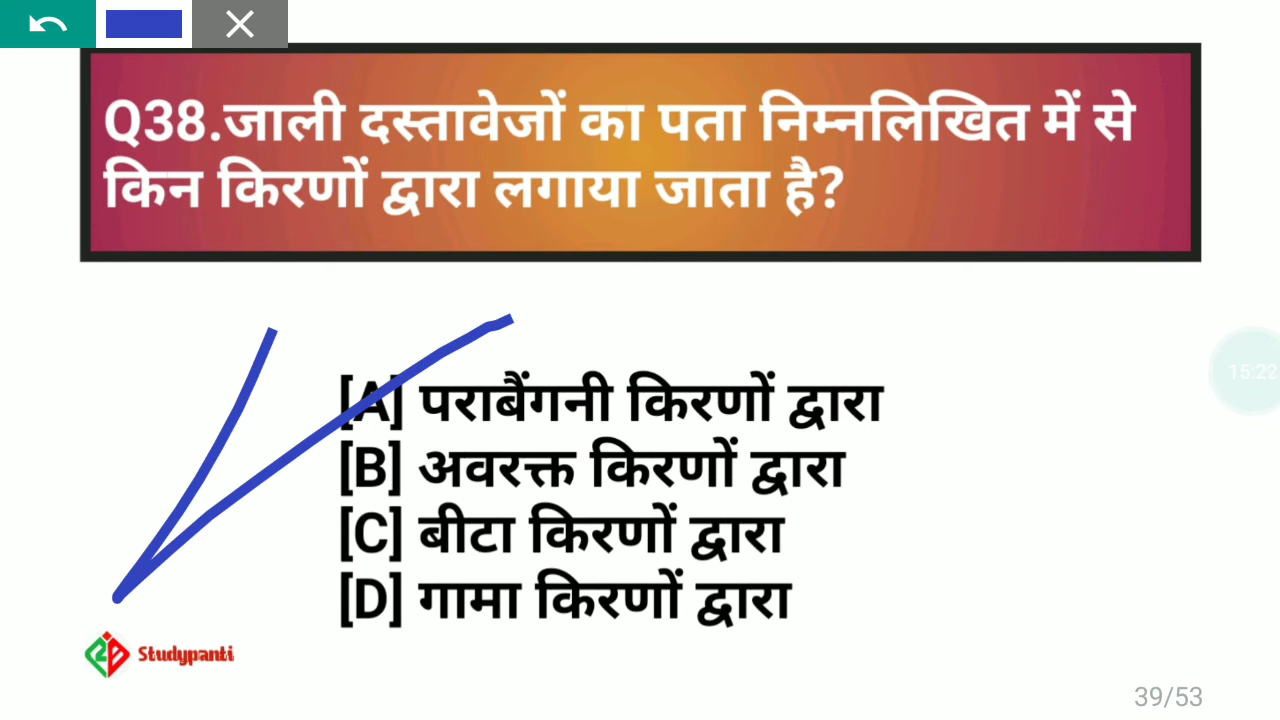 Q38.जाली दस्तावेजों का पता निम्नलिखित में से
किन किरणों द्वारा लगाया जाता है?
15:22
[A] पराबैंगनी किरणों द्वारा
[B] अवरक्त किरणों द्वारा
[C] बीटा किरणों द्वारा
[D] गामा किरणों द्वारा
Studypanti
39/53